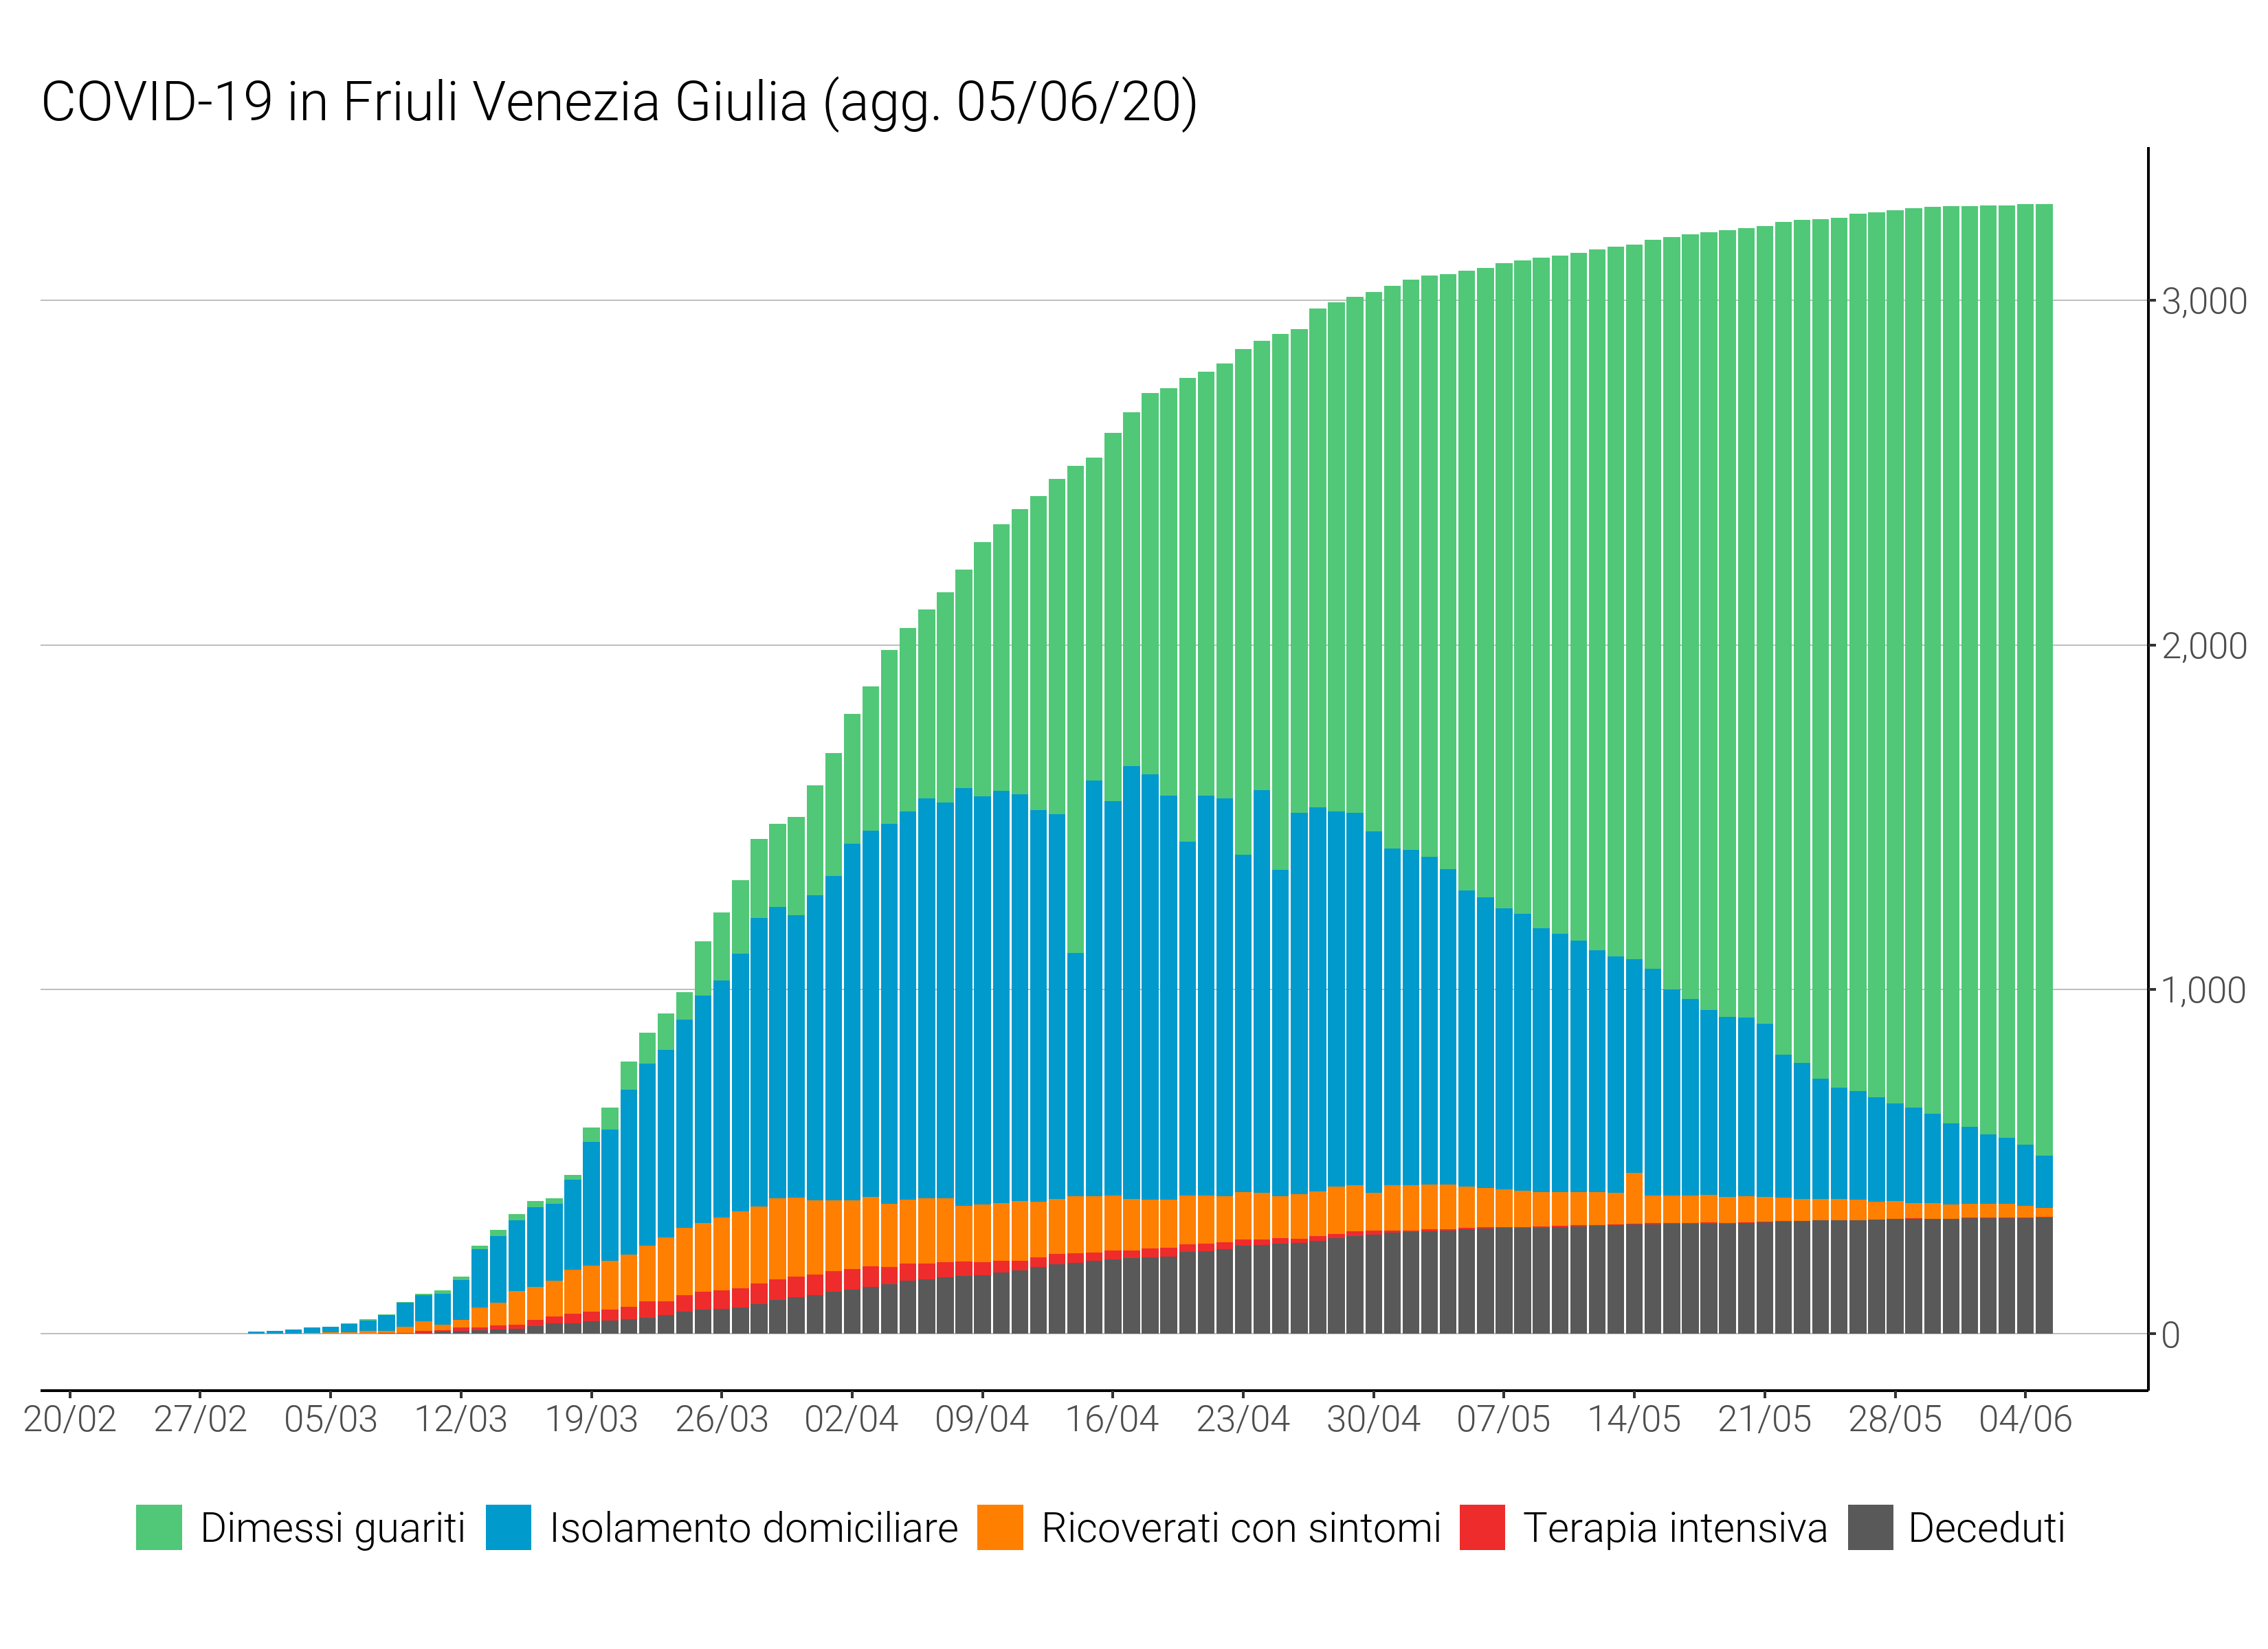 COVID-19 in Friuli Venezia Giulia (agg. 05/06/20)
3,000
2,000
1,000
0
20/02 27/02 05/03 12/03 19/03 26/03 02/04 09/04 16/04 23/04 30/04 07/05 14/05 21/05 28/05 04/06
Dimessi guariti Isolamento domiciliare Ricoverati con sintomi Terapia intensiva Deceduti